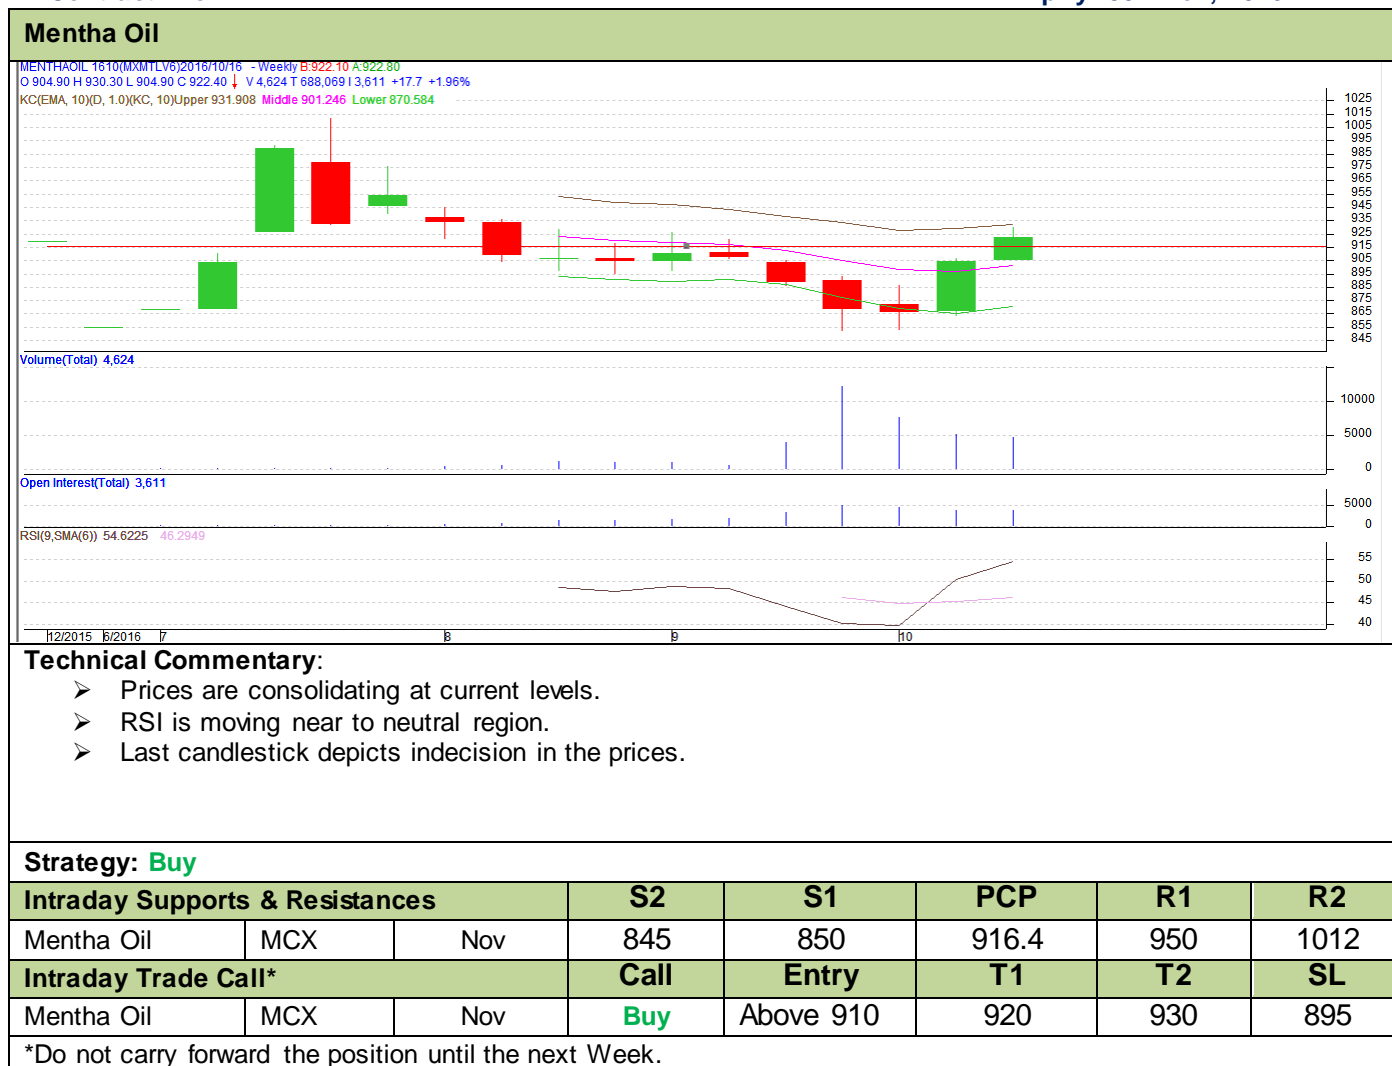 Mentha Oil
MENTHAOIL 1610(MXMTLV6)2016/10/16 - Weekly B:922.10 A:922.80
O 904.90 H 930.30 L 904.90 C 922.40 V 4,624 T 688,069 I 3,611 +17.7 +1.96%
KC(EMA, 10)(D, 1.0)(KC, 10)Upper 931.908 Middle 901.246 Lower 870.584
1025
1015
1005
995
985
975
965
955
945
935
925
915
905
895
885
875
865
855
845
Volume(Total) 4,624
10000
5000
0
Open Interest(Total) 3,611
5000
0
RSI(9,SMA(6)) 54.6225 46.2949
55
50
45
40
12/2015 6/2016 7 8 9 10
Technical Commentary:
➢ Prices are consolidating at current levels.
➢ RSI is moving near to neutral region.
➢ Last candlestick depicts indecision in the prices.
Strategy: Buy
Intraday Supports & Resistances S2 S1 PCP R1 R2
Mentha Oil MCX Nov 845 850 916.4 950 1012
Intraday Trade Call* Call Entry T1 T2 SL
Mentha Oil MCX Nov Buy Above 910 920 930 895
*Do not carry forward the position until the next Week.